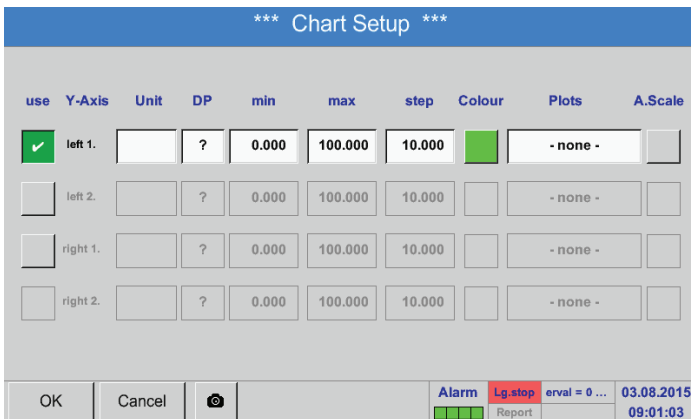 *** Chart Setup ***
use Y-Axis Unit DP min max step Colour Plots A.Scale
left 1. ? 0.000 100.000 10.000 - none -
left 2. ? 0.000 100.000 10.000 - none -
right 1. ? 0.000 100.000 10.000 - none -
right 2. ? 0.000 100.000 10.000 - none -
OK Cancel Alarm Lg.stop erval = 0 ... 03.08.2015
Report 09:01:03